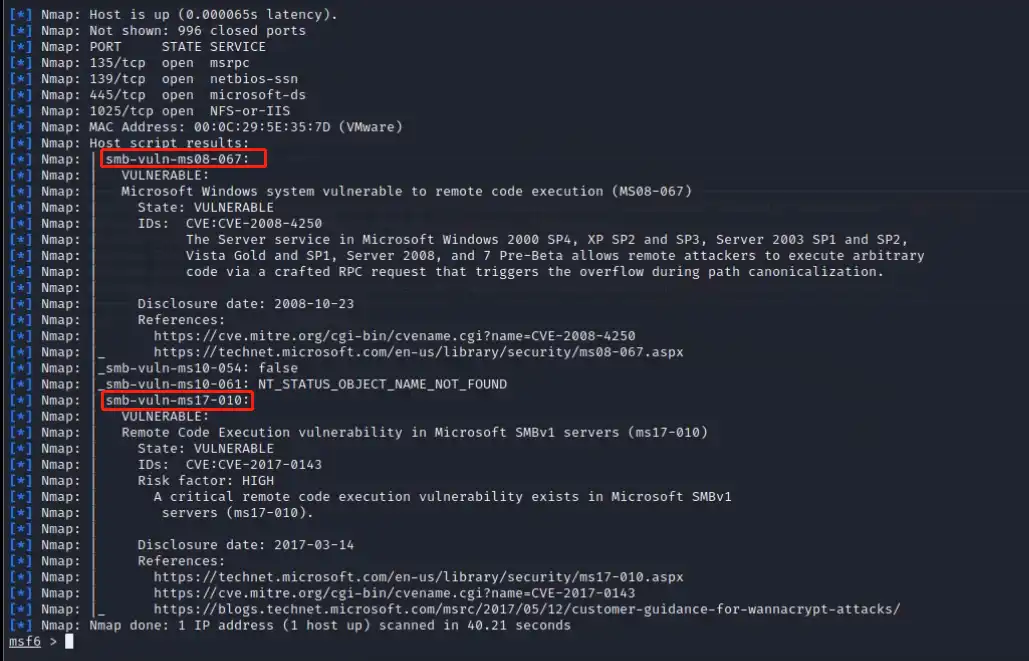 [*] Nmap: Host is up (0.000065s latency).
[*] Nmap: Not shown: 996 closed ports
[*] Nmap: PORT     STATE SERVICE
[*] Nmap: 135/tcp  open  msrpc
[*] Nmap: 139/tcp  open  netbios-ssn
[*] Nmap: 445/tcp  open  microsoft-ds
[*] Nmap: 1025/tcp open  NFS-or-IIS
[*] Nmap: MAC Address: 00:0C:29:5E:35:7D (VMware)
[*] Nmap: Host script results:
[*] Nmap: | smb-vuln-ms08-067:
[*] Nmap: |   VULNERABLE:
[*] Nmap: |   Microsoft Windows system vulnerable to remote code execution (MS08-067)
[*] Nmap: |     State: VULNERABLE
[*] Nmap: |     IDs:  CVE:CVE-2008-4250
[*] Nmap: |           The Server service in Microsoft Windows 2000 SP4, XP SP2 and SP3, Server 2003 SP1 and SP2,
[*] Nmap: |           Vista Gold and SP1, Server 2008, and 7 Pre-Beta allows remote attackers to execute arbitrary
[*] Nmap: |           code via a crafted RPC request that triggers the overflow during path canonicalization.
[*] Nmap: |
[*] Nmap: |     Disclosure date: 2008-10-23
[*] Nmap: |     References:
[*] Nmap: |       https://cve.mitre.org/cgi-bin/cvename.cgi?name=CVE-2008-4250
[*] Nmap: |_      https://technet.microsoft.com/en-us/library/security/ms08-067.aspx
[*] Nmap: |_smb-vuln-ms10-054: false
[*] Nmap: |_smb-vuln-ms10-061: NT_STATUS_OBJECT_NAME_NOT_FOUND
[*] Nmap: | smb-vuln-ms17-010:
[*] Nmap: |   VULNERABLE:
[*] Nmap: |   Remote Code Execution vulnerability in Microsoft SMBv1 servers (ms17-010)
[*] Nmap: |     State: VULNERABLE
[*] Nmap: |     IDs:  CVE:CVE-2017-0143
[*] Nmap: |     Risk factor: HIGH
[*] Nmap: |       A critical remote code execution vulnerability exists in Microsoft SMBv1
[*] Nmap: |        servers (ms17-010).
[*] Nmap: |
[*] Nmap: |     Disclosure date: 2017-03-14
[*] Nmap: |     References:
[*] Nmap: |       https://technet.microsoft.com/en-us/library/security/ms17-010.aspx
[*] Nmap: |       https://cve.mitre.org/cgi-bin/cvename.cgi?name=CVE-2017-0143
[*] Nmap: |_      https://blogs.technet.microsoft.com/msrc/2017/05/12/customer-guidance-for-wannacrypt-attacks/
[*] Nmap: Nmap done: 1 IP address (1 host up) scanned in 40.21 seconds
msf6 >